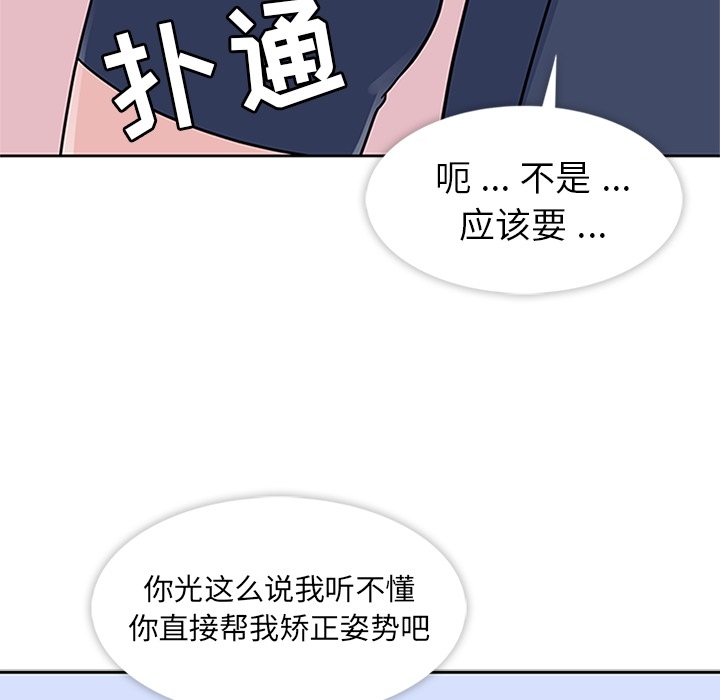 扑通
呃 ... 不是 ...
应该要 ...
你光这么说我听不懂
你直接帮我矫正姿势吧